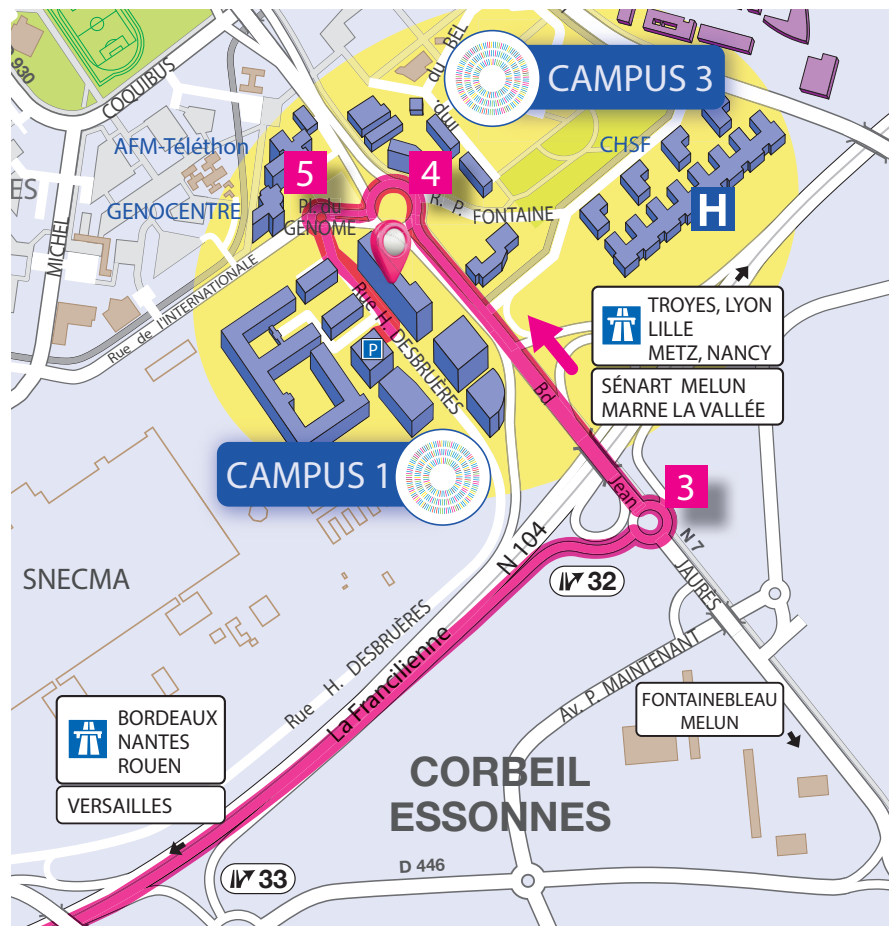 P 930
COQUIBUS
du BEL
Imp.
CAMPUS 3
AFM-Téléthon
CHSF
ES
5
4
GENOCENTRE
Pl. du
GÉNOME
R. P. FONTAINE
H
MICHEL
Rue de l'INTERNATIONALE
TROYES, LYON
LILLE
METZ, NANCY
SÉNART MELUN
MARNE LA VALLÉE
Rue H. DESBRUÈRES
P
Bd
Jean
CAMPUS 1
3
N 7
JAURÈS
N 104
SNECMA
32
Rue H. DESBRUÈRES
La Francilienne
Av. P. MAINTENANT
BORDEAUX
NANTES
ROUEN
VERSAILLES
FONTAINEBLEAU
MELUN
CORBEIL
ESSONNES
33
D 446